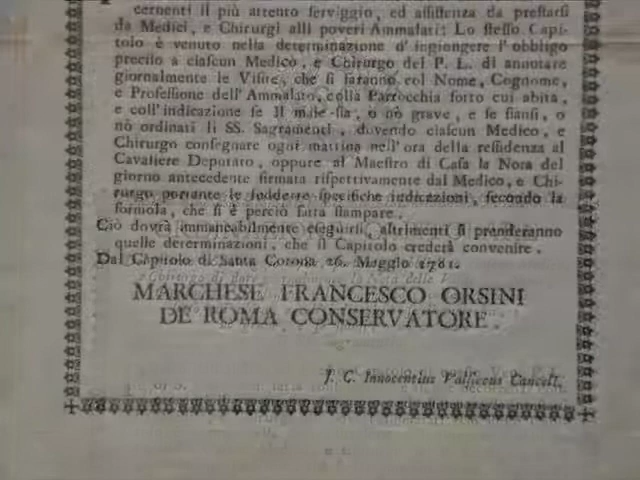 cernenti il più attento ſerviggio, ed aſſiſtenza da preſtarſi
da Medici, e Chirurgi alli poveri Ammalati: Lo ſteſſo Capi-
tolo è venuto nella determinazione d'ingiongere l'obbligo
preciſo a ciaſcun Medico, e Chirurgo del P. L. di annotare
giornalmente le Viſite, che ſi faranno col Nome, Cognome,
e Profeſſione dell'Ammalato, colla Parrocchia ſotto cui abita,
e coll'indicazione ſe il male ſia, o nò grave, e ſe ſianſi, o
nò ordinati li SS. Sagramenti, dovendo ciaſcun Medico, e
Chirurgo conſegnare ogni mattina nell'ora della reſſidenza al
Cavaliere Deputato, oppure al Maeſtro di Caſa la Nota del
giorno antecedente firmata riſpettivamente dal Medico, e Chi-
rurgo portante le ſuddette ſpecifiche indicazioni, ſecondo la
formola, che ſi è perciò fatta ſtampare.
Ciò dovrà immancabilmente eſeguirſi, altrimenti ſi prenderanno
quelle determinazioni, che il Capitolo crederà convenire.
Dal Capitolo di Santa Corona 26. Maggio 1781.
MARCHESE FRANCESCO ORSINI
DE ROMA CONSERVATORE.
J. C. Innocentius Cancell.